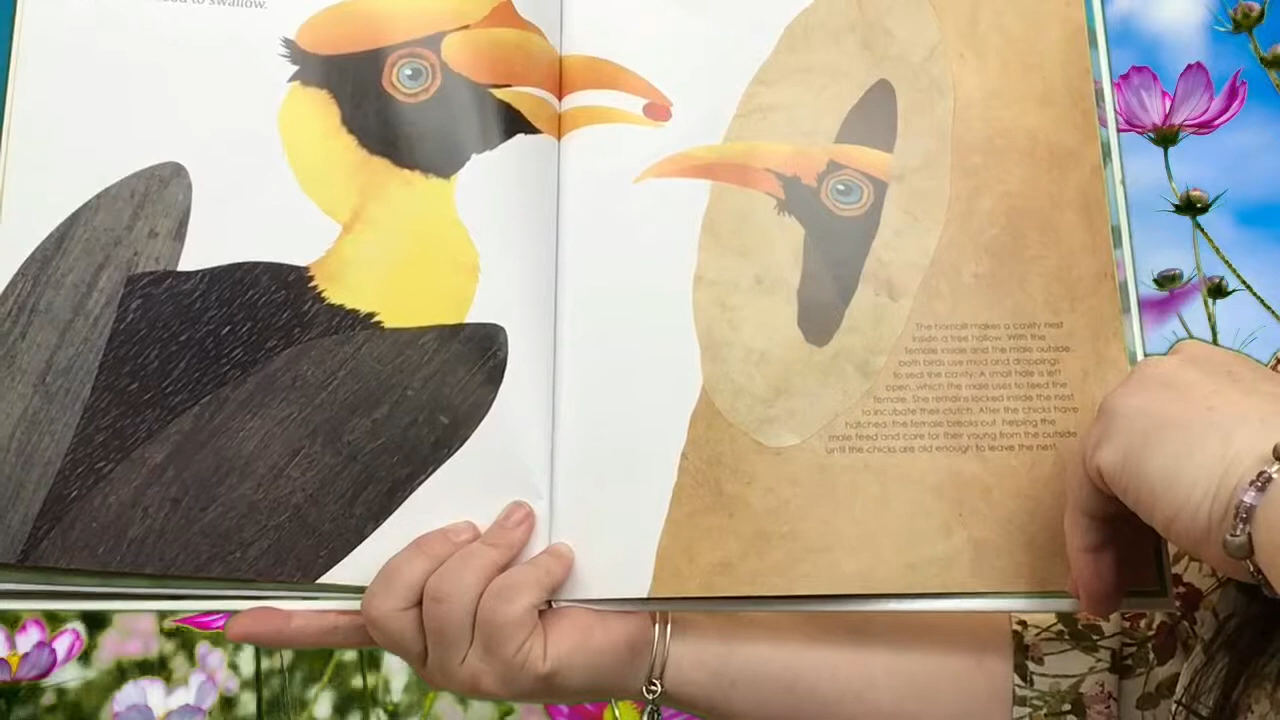 to swallow.
The hornbill makes a cavity nest
inside a tree hollow. With the
female inside and the male outside,
both birds use mud and droppings
to seal the cavity. A small hole is left
open, which the male uses to feed the
female. She remains locked inside the nest
to incubate their clutch. After the chicks have
hatched, the female breaks out, helping the
male feed and care for their young from the outside
until the chicks are old enough to leave the nest.